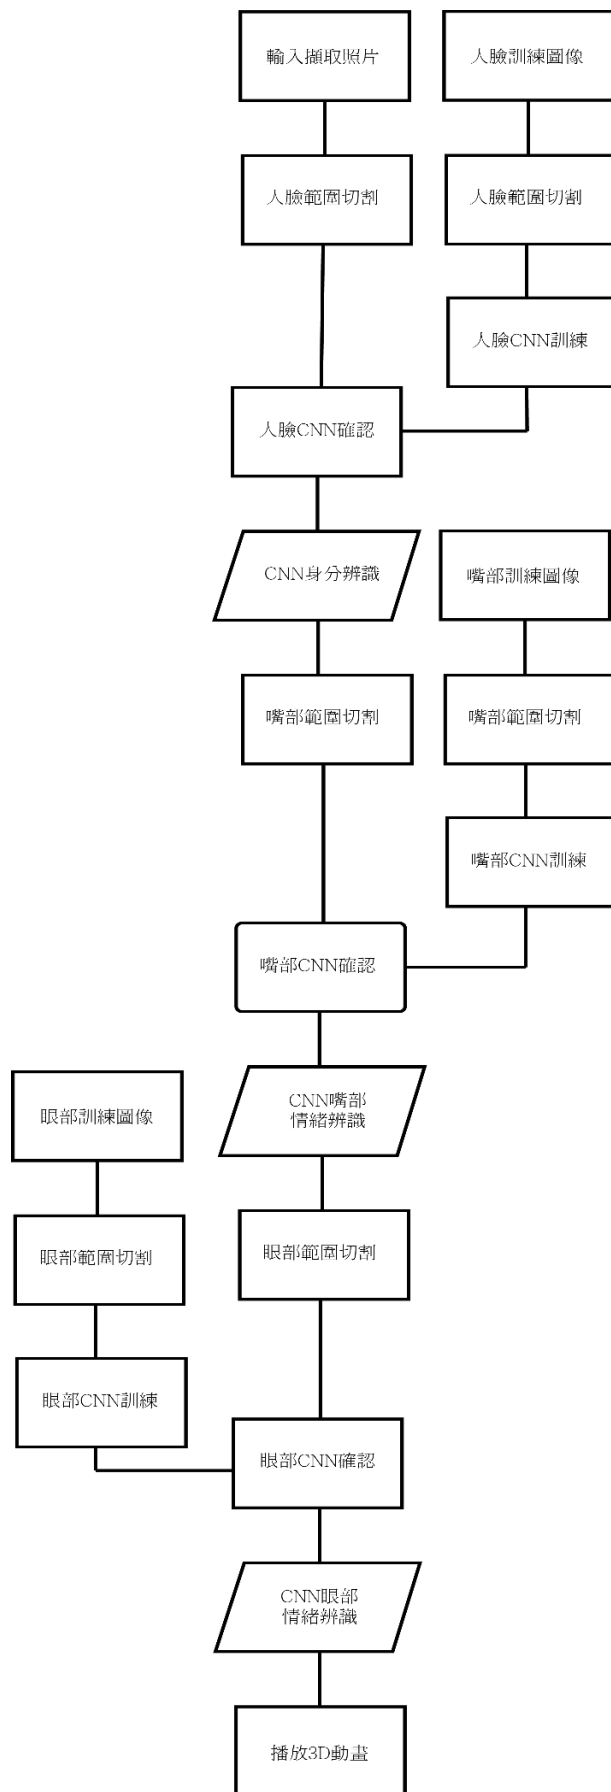 輸入擷取照片
人臉訓練圖像
人臉範圍切割
人臉範圍切割
人臉CNN訓練
人臉CNN確認
CNN身分辨識
嘴部訓練圖像
嘴部範圍切割
嘴部範圍切割
嘴部CNN訓練
嘴部CNN確認
CNN嘴部
情緒辨識
眼部訓練圖像
眼部範圍切割
眼部範圍切割
眼部CNN訓練
眼部CNN確認
CNN眼部
情緒辨識
播放3D動畫